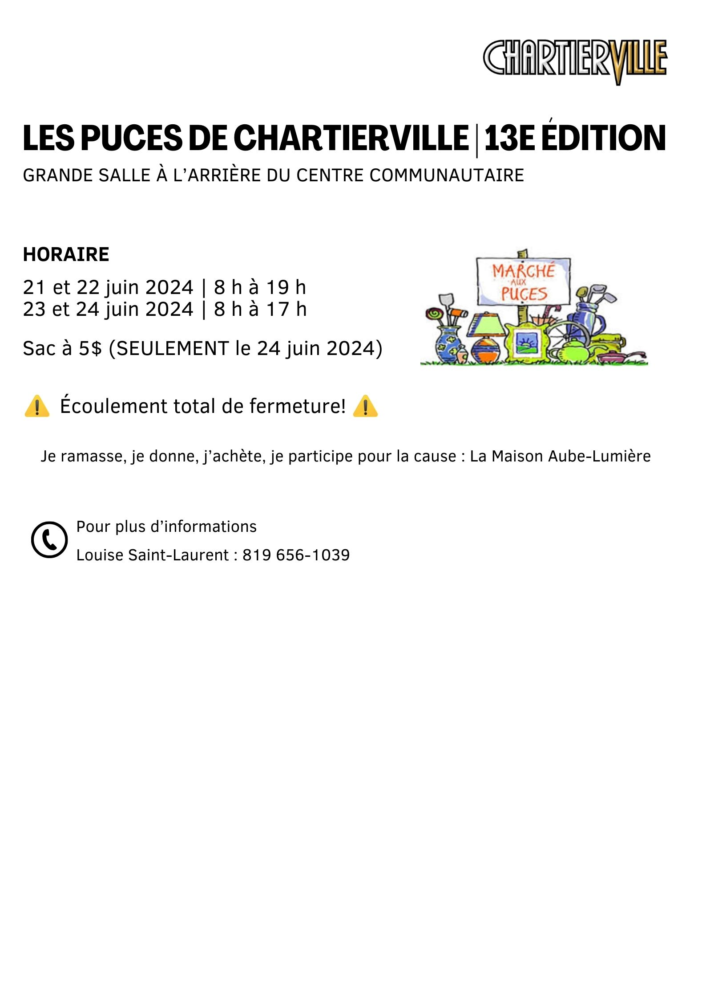 CHARTIERVILLE
LES PUCES DE CHARTIERVILLE | 13E ÉDITION
GRANDE SALLE À L'ARRIÈRE DU CENTRE COMMUNAUTAIRE
HORAIRE
21 et 22 juin 2024 | 8 h à 19 h
23 et 24 juin 2024 | 8 h à 17 h
Sac à 5$ (SEULEMENT le 24 juin 2024)
MARCHÉ
AUX
PUCES
⚠️ Écoulement total de fermeture! ⚠️
Je ramasse, je donne, j'achète, je participe pour la cause : La Maison Aube-Lumière
Pour plus d'informations
Louise Saint-Laurent : 819 656-1039